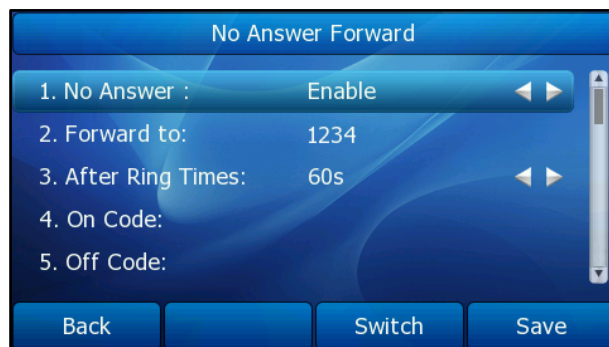 No Answer Forward
1. No Answer : Enable
2. Forward to: 1234
3. After Ring Times: 60s
4. On Code:
5. Off Code:
Back Switch Save